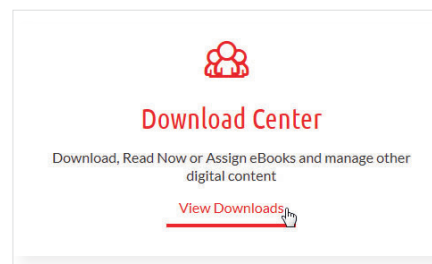 Download Center
Download, Read Now or Assign eBooks and manage other
digital content
View Downloads